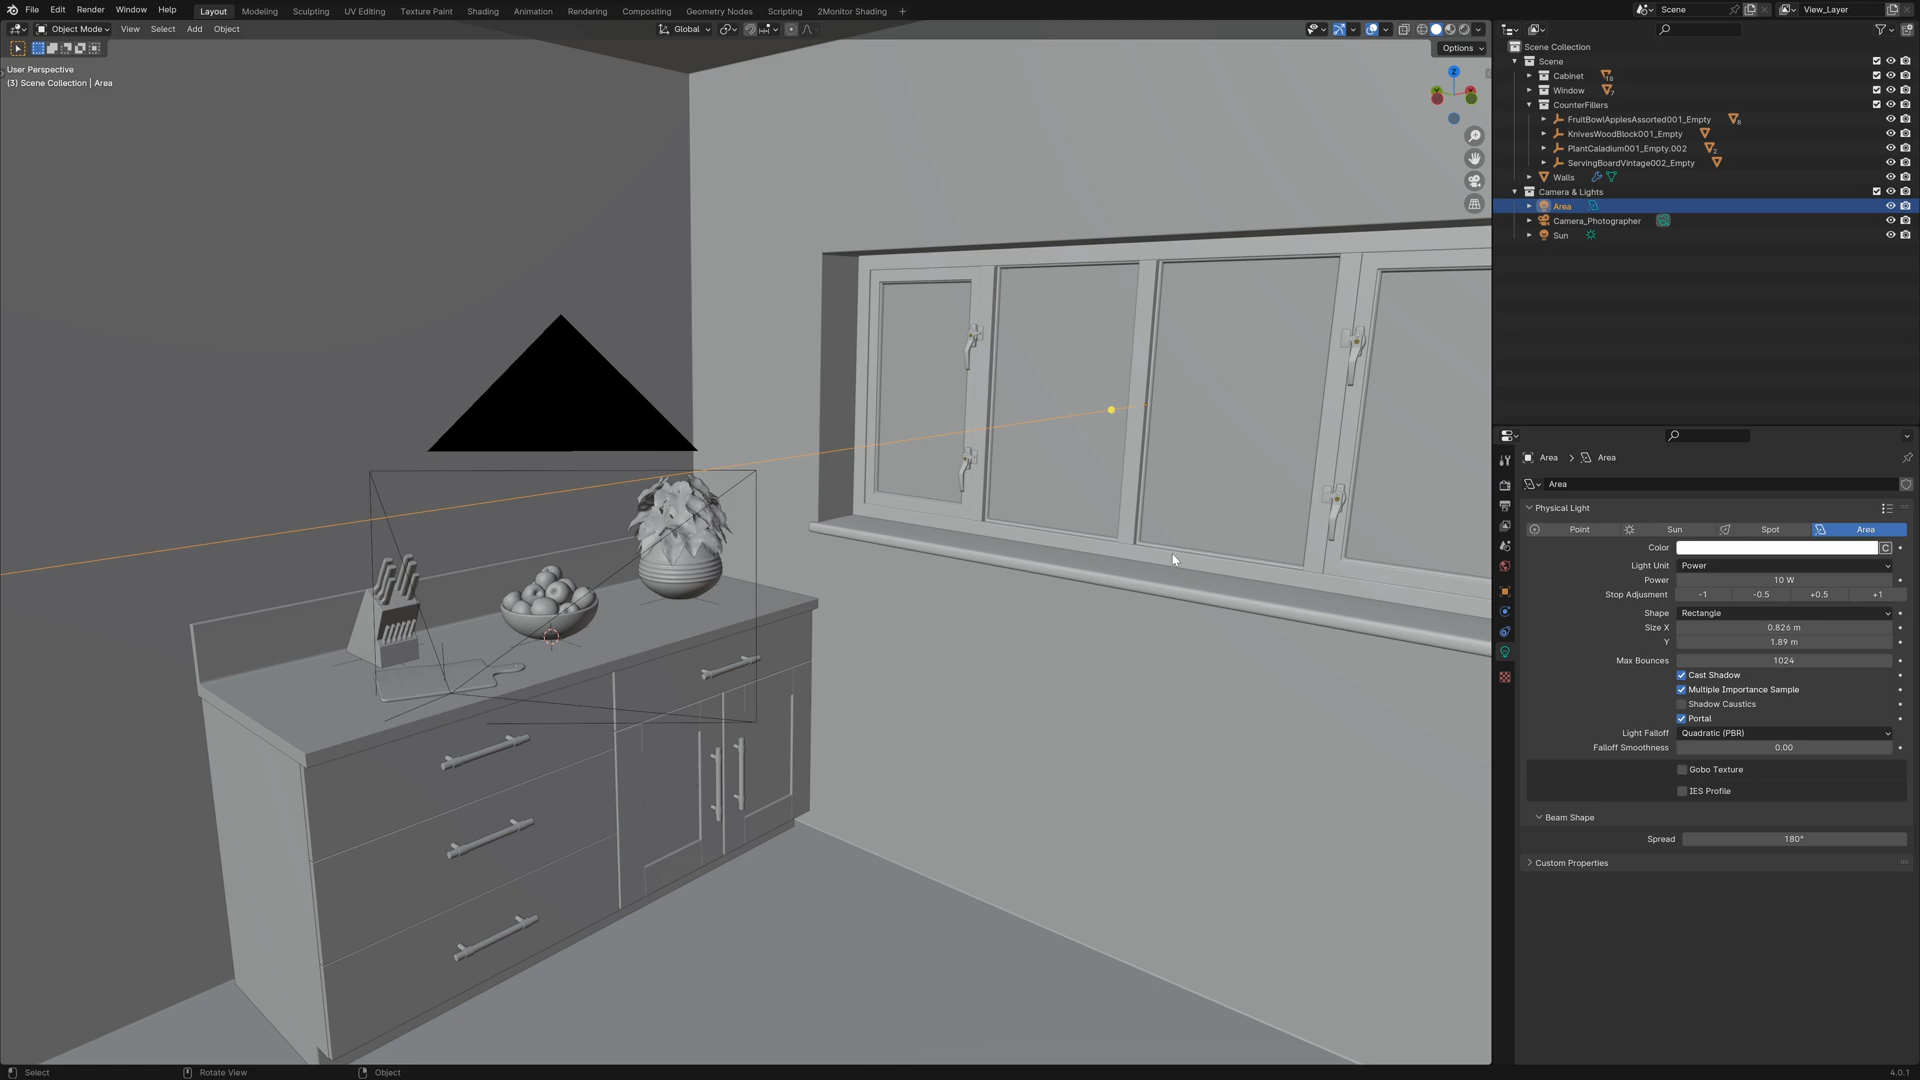 File Edit Render Window Help Layout Modeling Sculpting UV Editing Texture Paint Shading Animation Rendering Compositing Geometry Nodes Scripting 2Monitor Shading + Scene View_Layer
Object Mode View Select Add Object Global
Options
User Perspective
(3) Scene Collection | Area
Z
Scene Collection
Scene
Cabinet 18
Window 7
CounterFillers
FruitBowlApplesAssorted001_Empty 8
KnivesWoodBlock001_Empty
PlantCaladium001_Empty.002 2
ServingBoardVintage002_Empty
Walls
Camera & Lights
Area
Camera_Photographer
Sun
Area > Area
Area
Physical Light
Point Sun Spot Area
Color C
Light Unit Power
Power 10 W
Stop Adjusment -1 -0.5 +0.5 +1
Shape Rectangle
Size X 0.826 m
Y 1.89 m
Max Bounces 1024
Cast Shadow
Multiple Importance Sample
Shadow Caustics
Portal
Light Falloff Quadratic (PBR)
Falloff Smoothness 0.00
Gobo Texture
IES Profile
Beam Shape
Spread 180°
Custom Properties
Select Rotate View Object 4.0.1